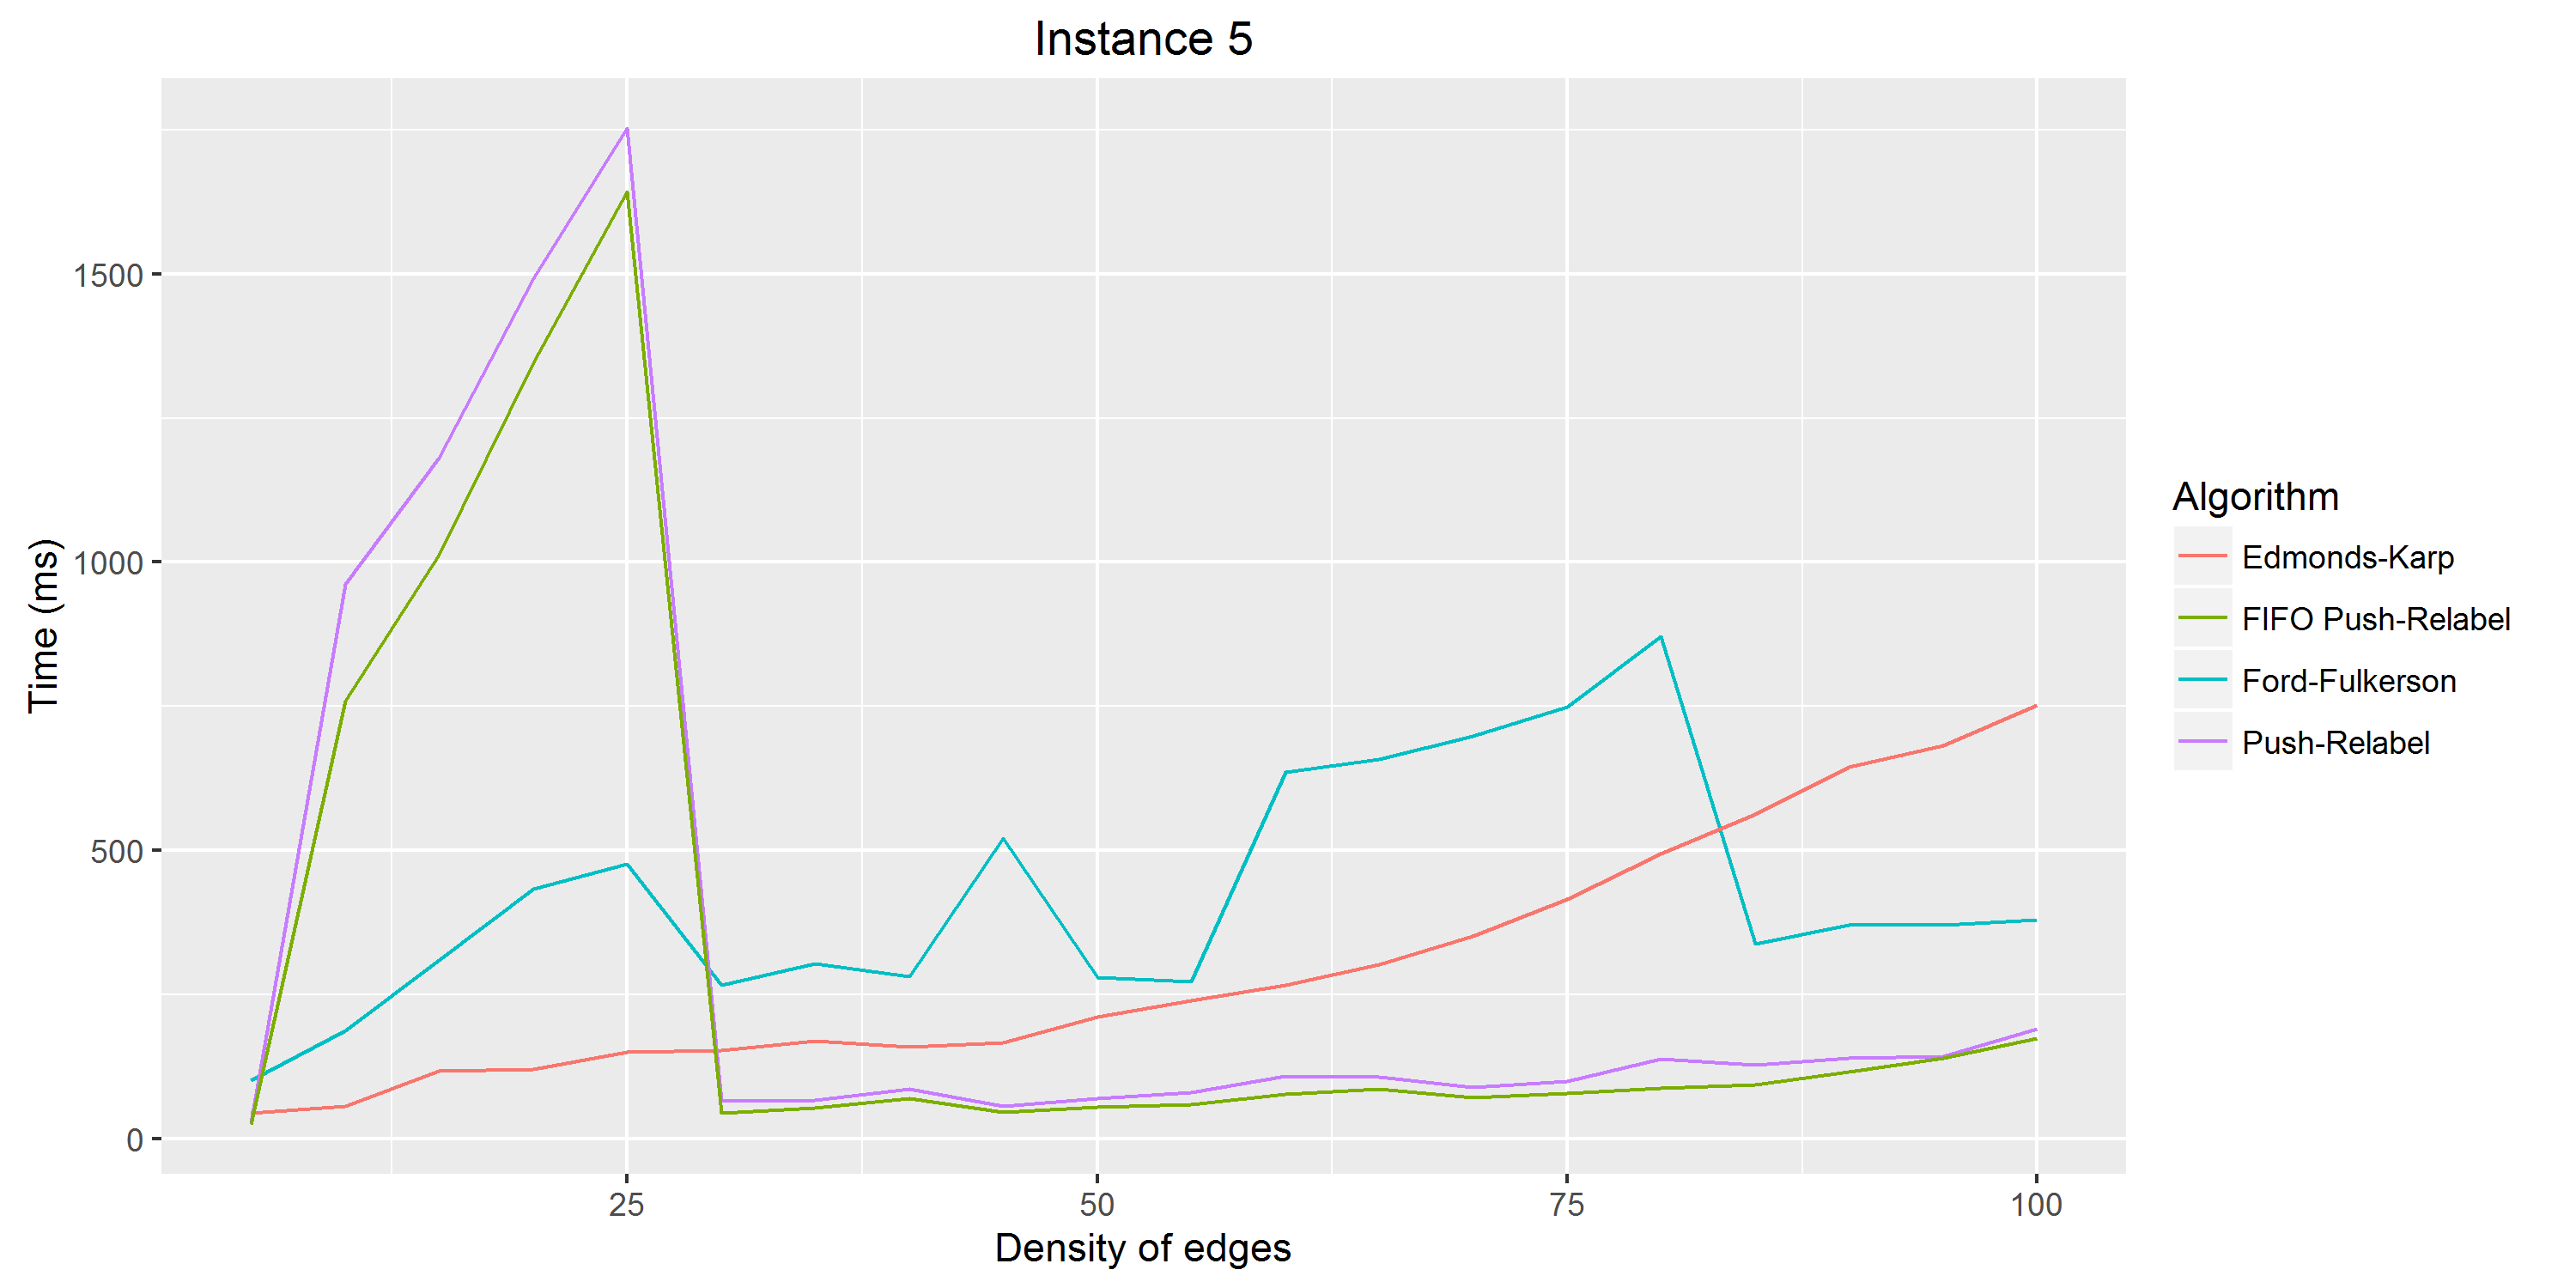 Instance 5
Time (ms)
1500
1000
500
0
25
50
75
100
Density of edges
Algorithm
Edmonds-Karp
FIFO Push-Relabel
Ford-Fulkerson
Push-Relabel